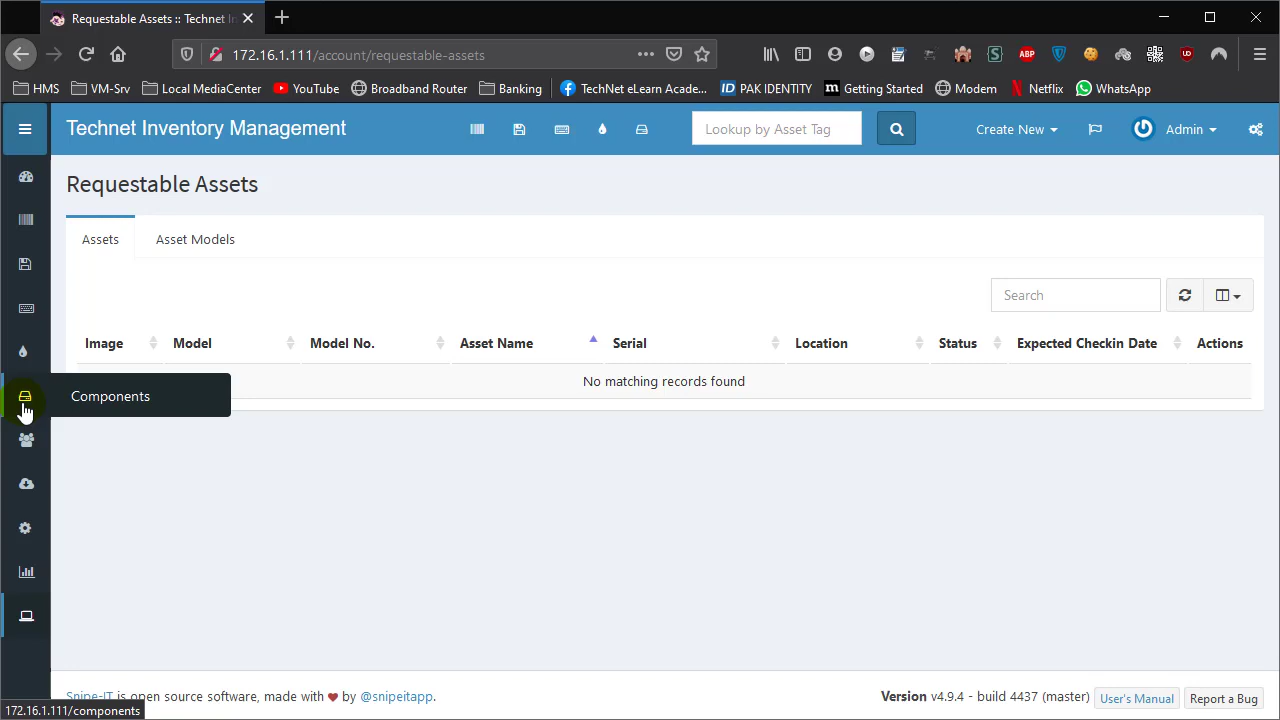 Requestable Assets :: Technet In
172.16.1.111/account/requestable-assets
ABP
HMS
VM-Srv
Local MediaCenter
YouTube
Broadband Router
Banking
TechNet eLearn Acade...
ID PAK IDENTITY
m Getting Started
Modem
Netflix
WhatsApp
Technet Inventory Management
Lookup by Asset Tag
Create New
Admin
Requestable Assets
Assets
Asset Models
Search
Image
Model
Model No.
Asset Name
Serial
Location
Status
Expected Checkin Date
Actions
No matching records found
Components
Snipe-IT is open source software, made with ♥ by @snipeitapp.
Version v4.9.4 - build 4437 (master)
User's Manual
Report a Bug
172.16.1.111/components